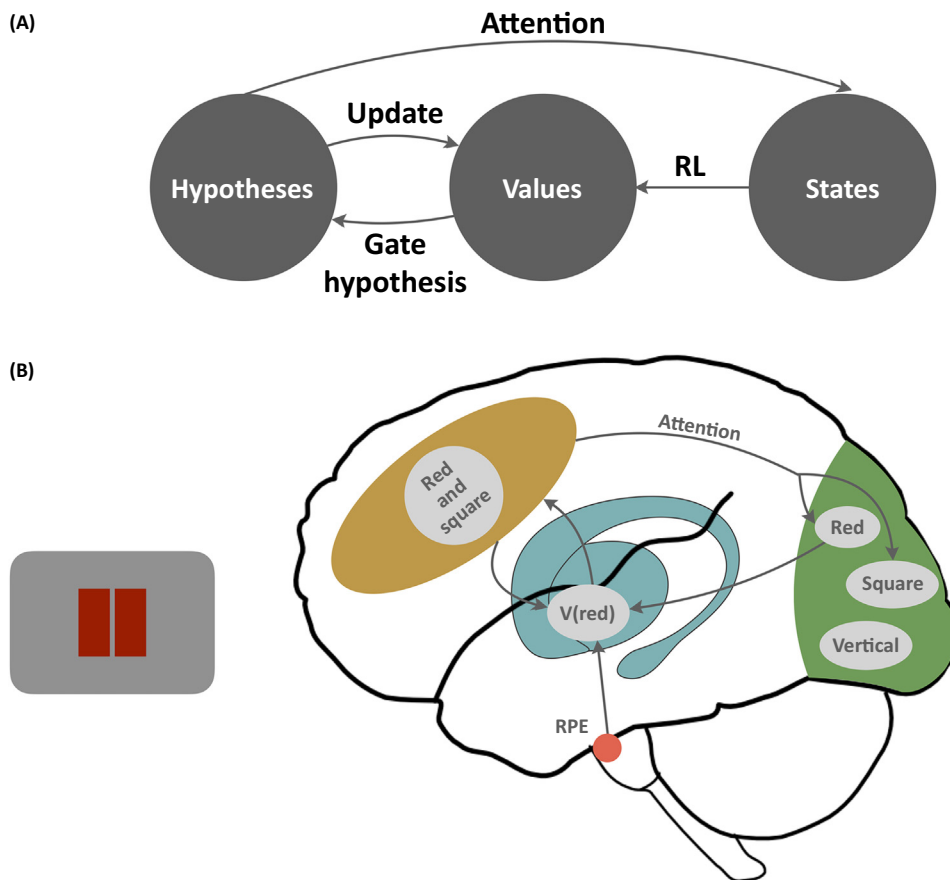 (A)
Attention
Update
Hypotheses
Values
RL
States
Gate
hypothesis
(B)
Attention
Red
and
square
Red
Square
V(red)
Vertical
RPE